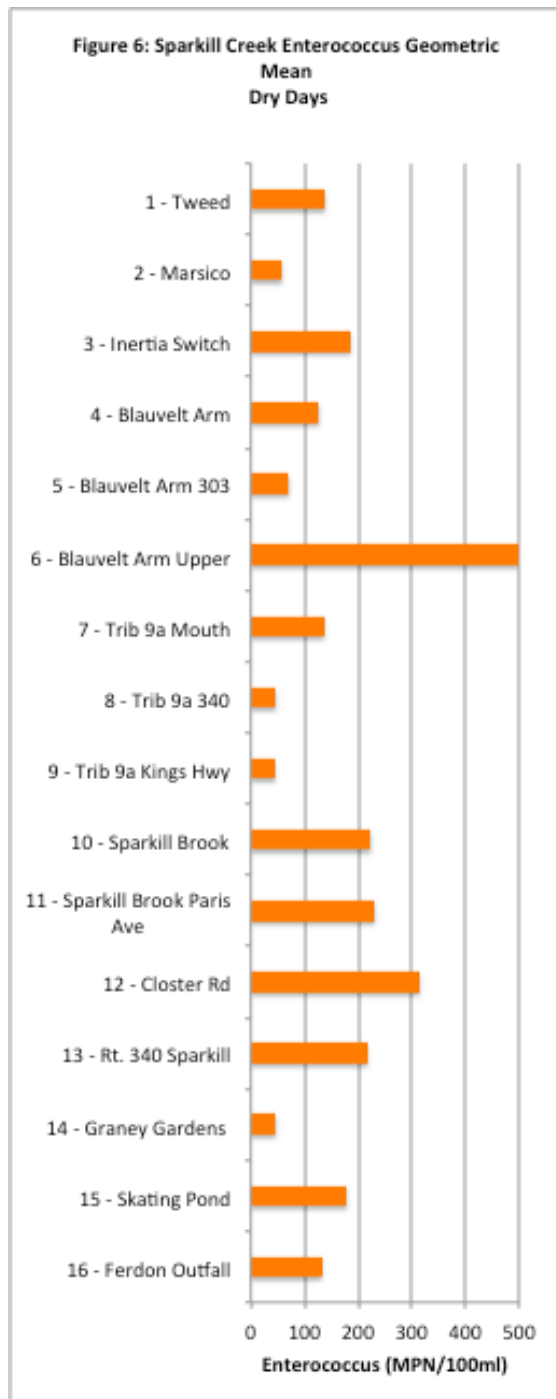 Figure 6: Sparkill Creek Enterococcus Geometric
Mean
Dry Days
1 - Tweed
2 - Marsico
3 - Inertia Switch
4 - Blauvelt Arm
5 - Blauvelt Arm 303
6 - Blauvelt Arm Upper
7 - Trib 9a Mouth
8 - Trib 9a 340
9 - Trib 9a Kings Hwy
10 - Sparkill Brook
11 - Sparkill Brook Paris
Ave
12 - Closter Rd
13 - Rt. 340 Sparkill
14 - Graney Gardens
15 - Skating Pond
16 - Ferdon Outfall
0 100 200 300 400 500
Enterococcus (MPN/100ml)